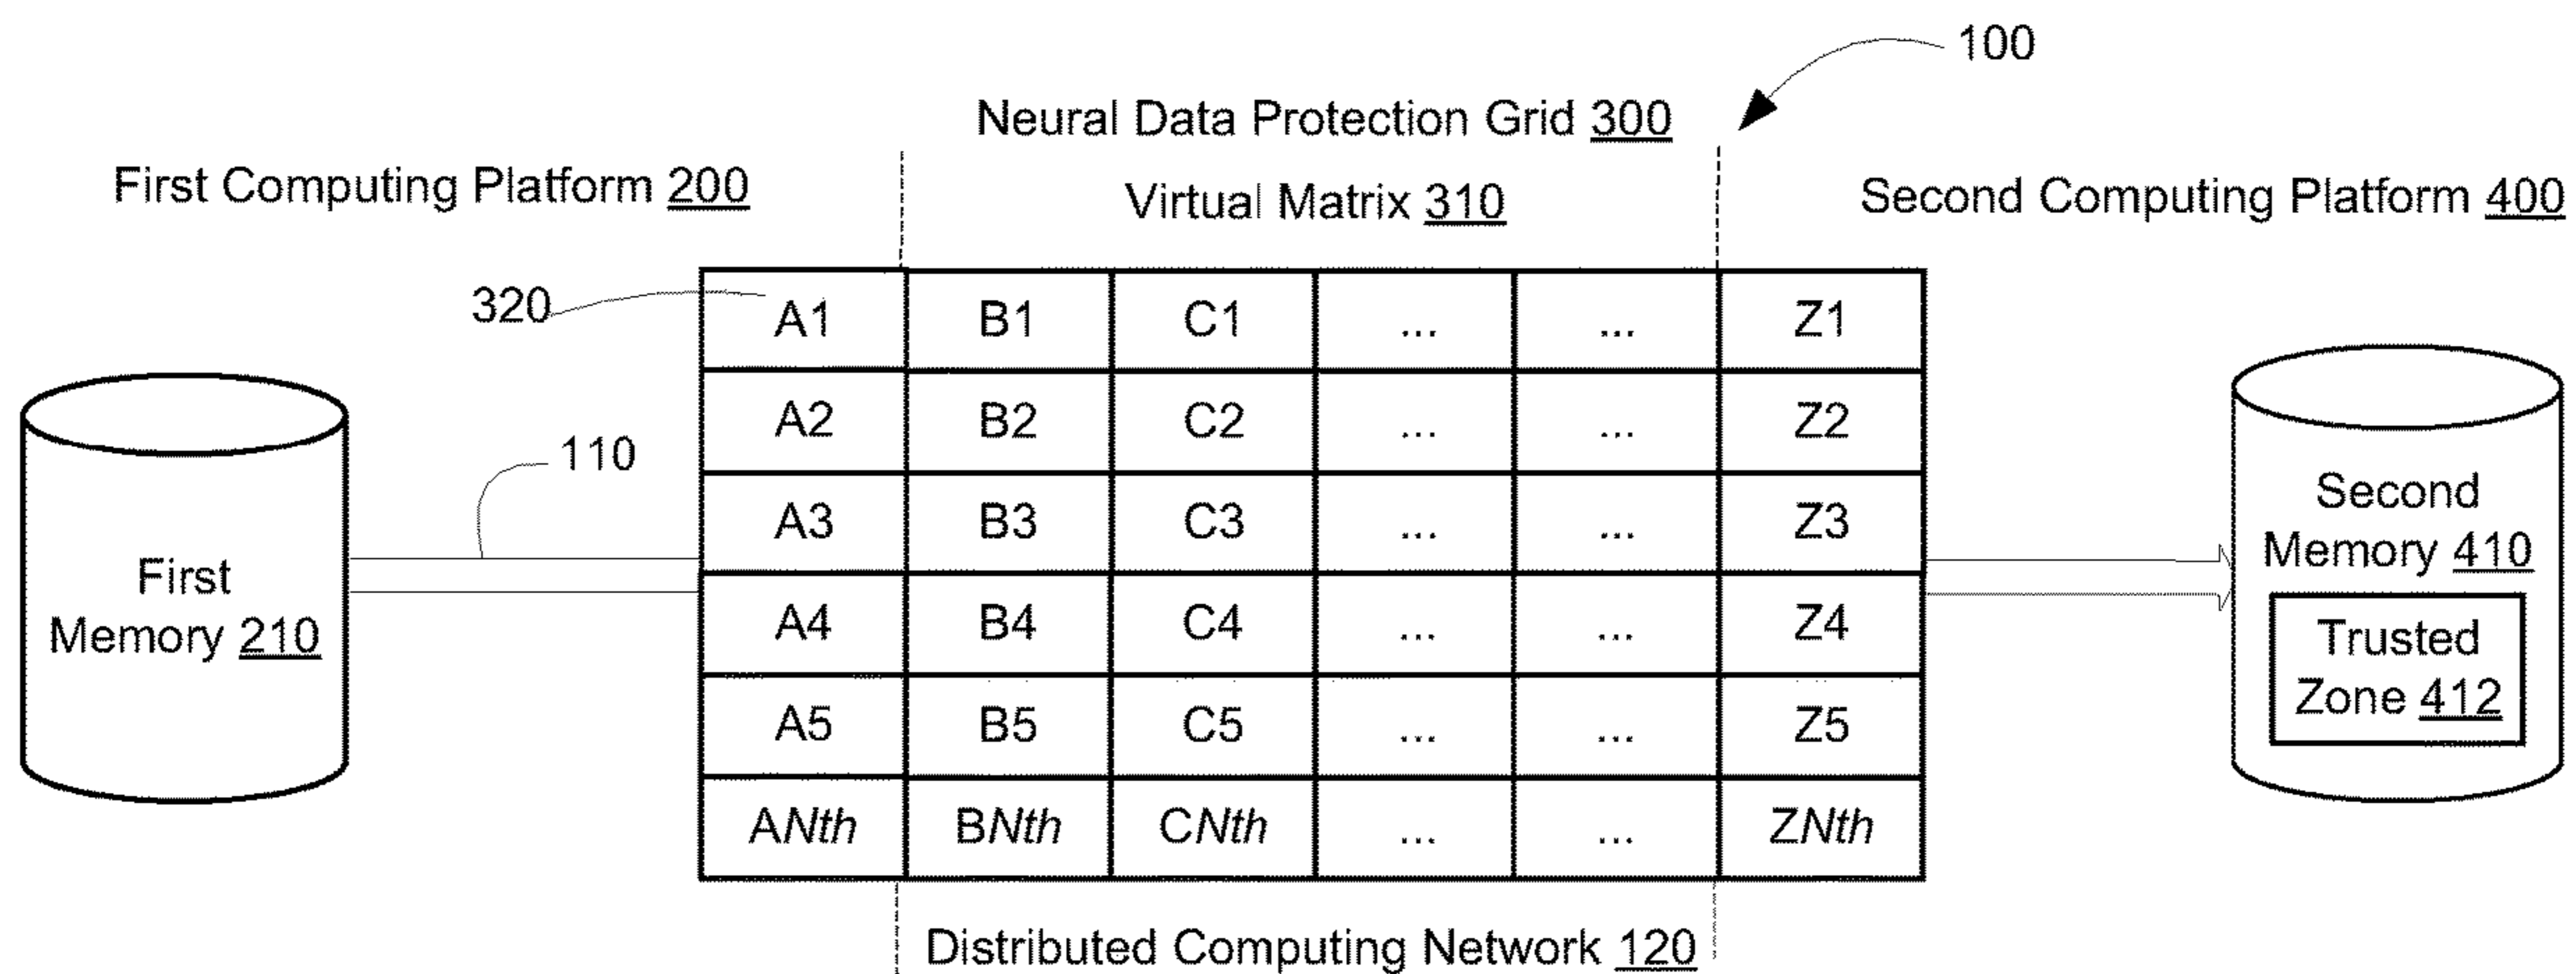 100
Neural Data Protection Grid 300
First Computing Platform 200
Virtual Matrix 310
Second Computing Platform 400
320
A1 B1 C1 ... ... Z1
A2 B2 C2 ... ... Z2
110
A3 B3 C3 ... ... Z3
A4 B4 C4 ... ... Z4
A5 B5 C5 ... ... Z5
ANth BNth CNth ... ... ZNth
First
Memory 210
Second
Memory 410
Trusted
Zone 412
Distributed Computing Network 120